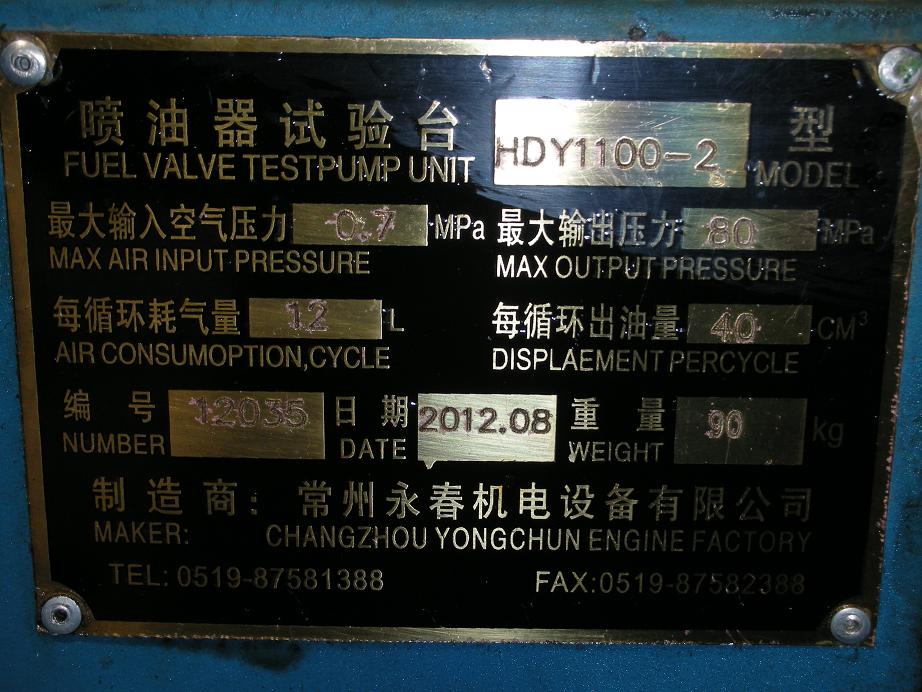 喷油器试验台 HDY1100-2 型
FUEL VALVE TESTPUMP UNIT MODEL
最大输入空气压力 0.7 MPa 最大输出压力 80 MPa
MAX AIR INPUT PRESSURE MAX OUTPUT PRESSURE
每循环耗气量 12 L 每循环出油量 40 CM³
AIR CONSUMOPTION,CYCLE DISPLAEMENT PERCYCLE
编号 12035 日期 2012.08 重量 90 kg
NUMBER DATE WEIGHT
制造商: 常州永春机电设备有限公司
MAKER: CHANGZHOU YONGCHUN ENGINE FACTORY
TEL: 0519-87581388 FAX:0519-87582388